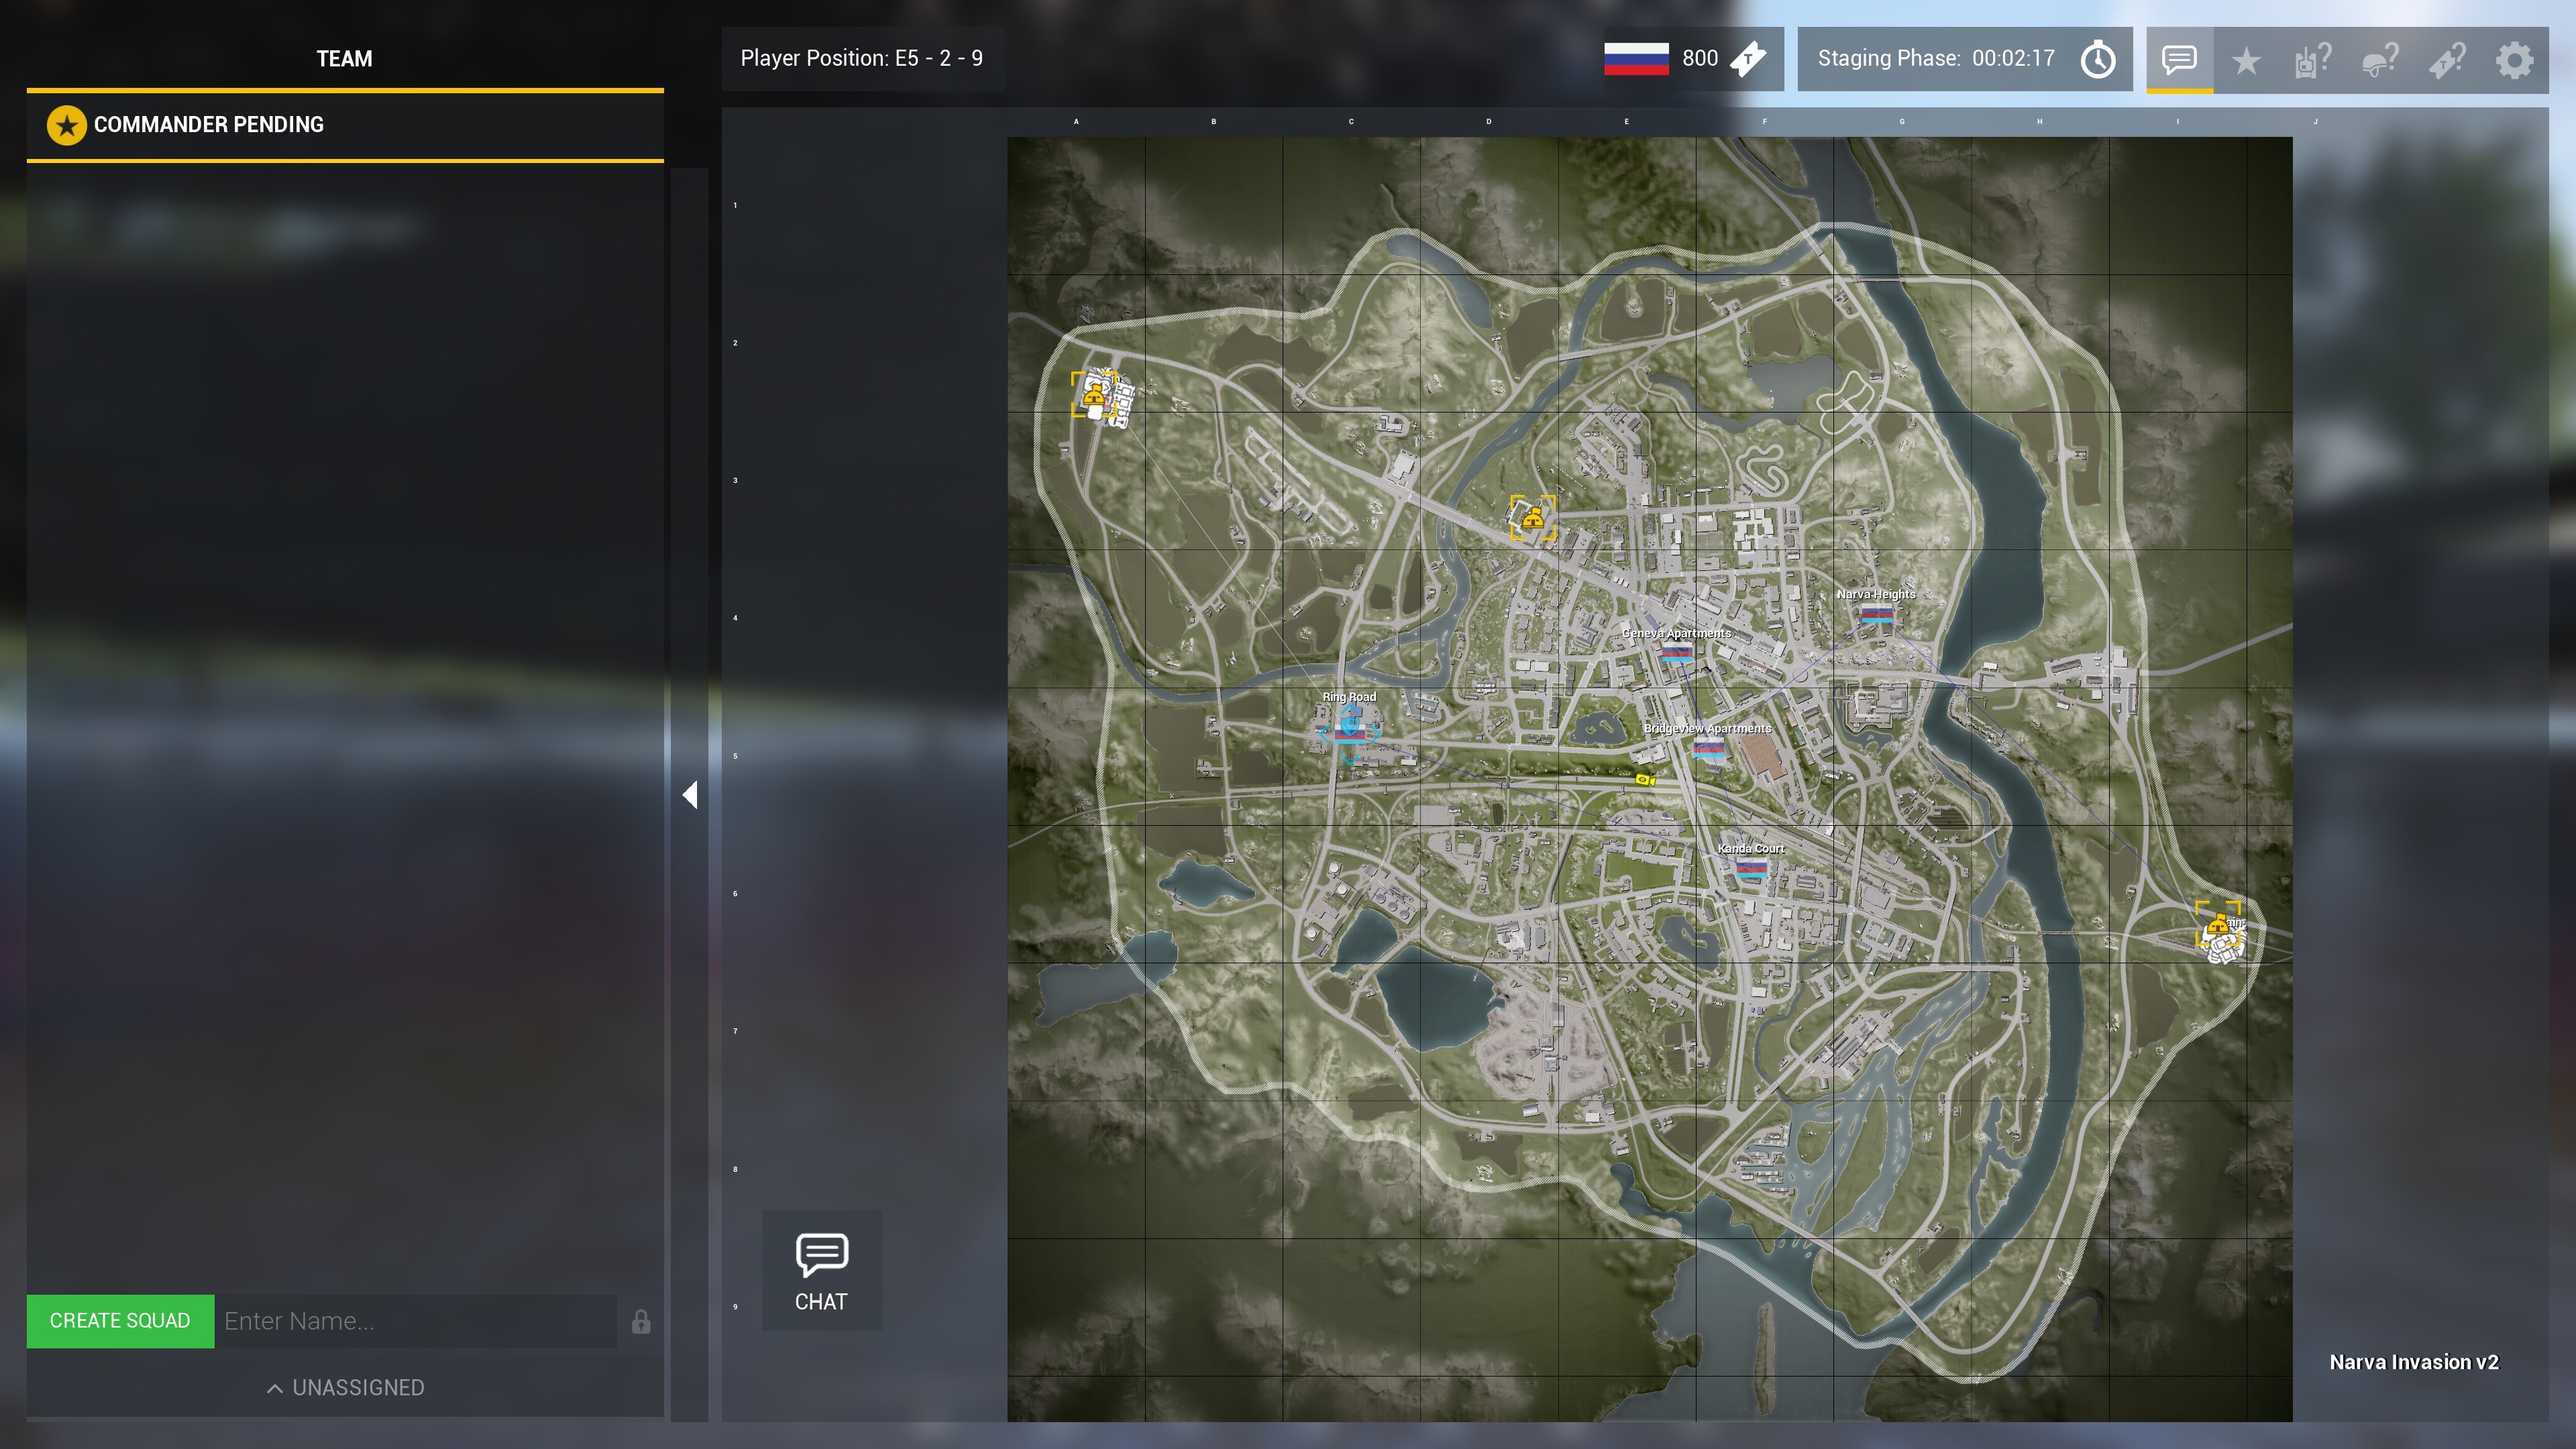 TEAM
Player Position: E5 - 2 - 9
800
Staging Phase: 00:02:17
COMMANDER PENDING
A B C D E F G H I J
1
2
3
4
5
6
7
8
9
Narva Heights
Geneva Apartments
Ring Road
Bridgeview Apartments
Kanda Court
CHAT
CREATE SQUAD
Enter Name...
UNASSIGNED
Narva Invasion v2